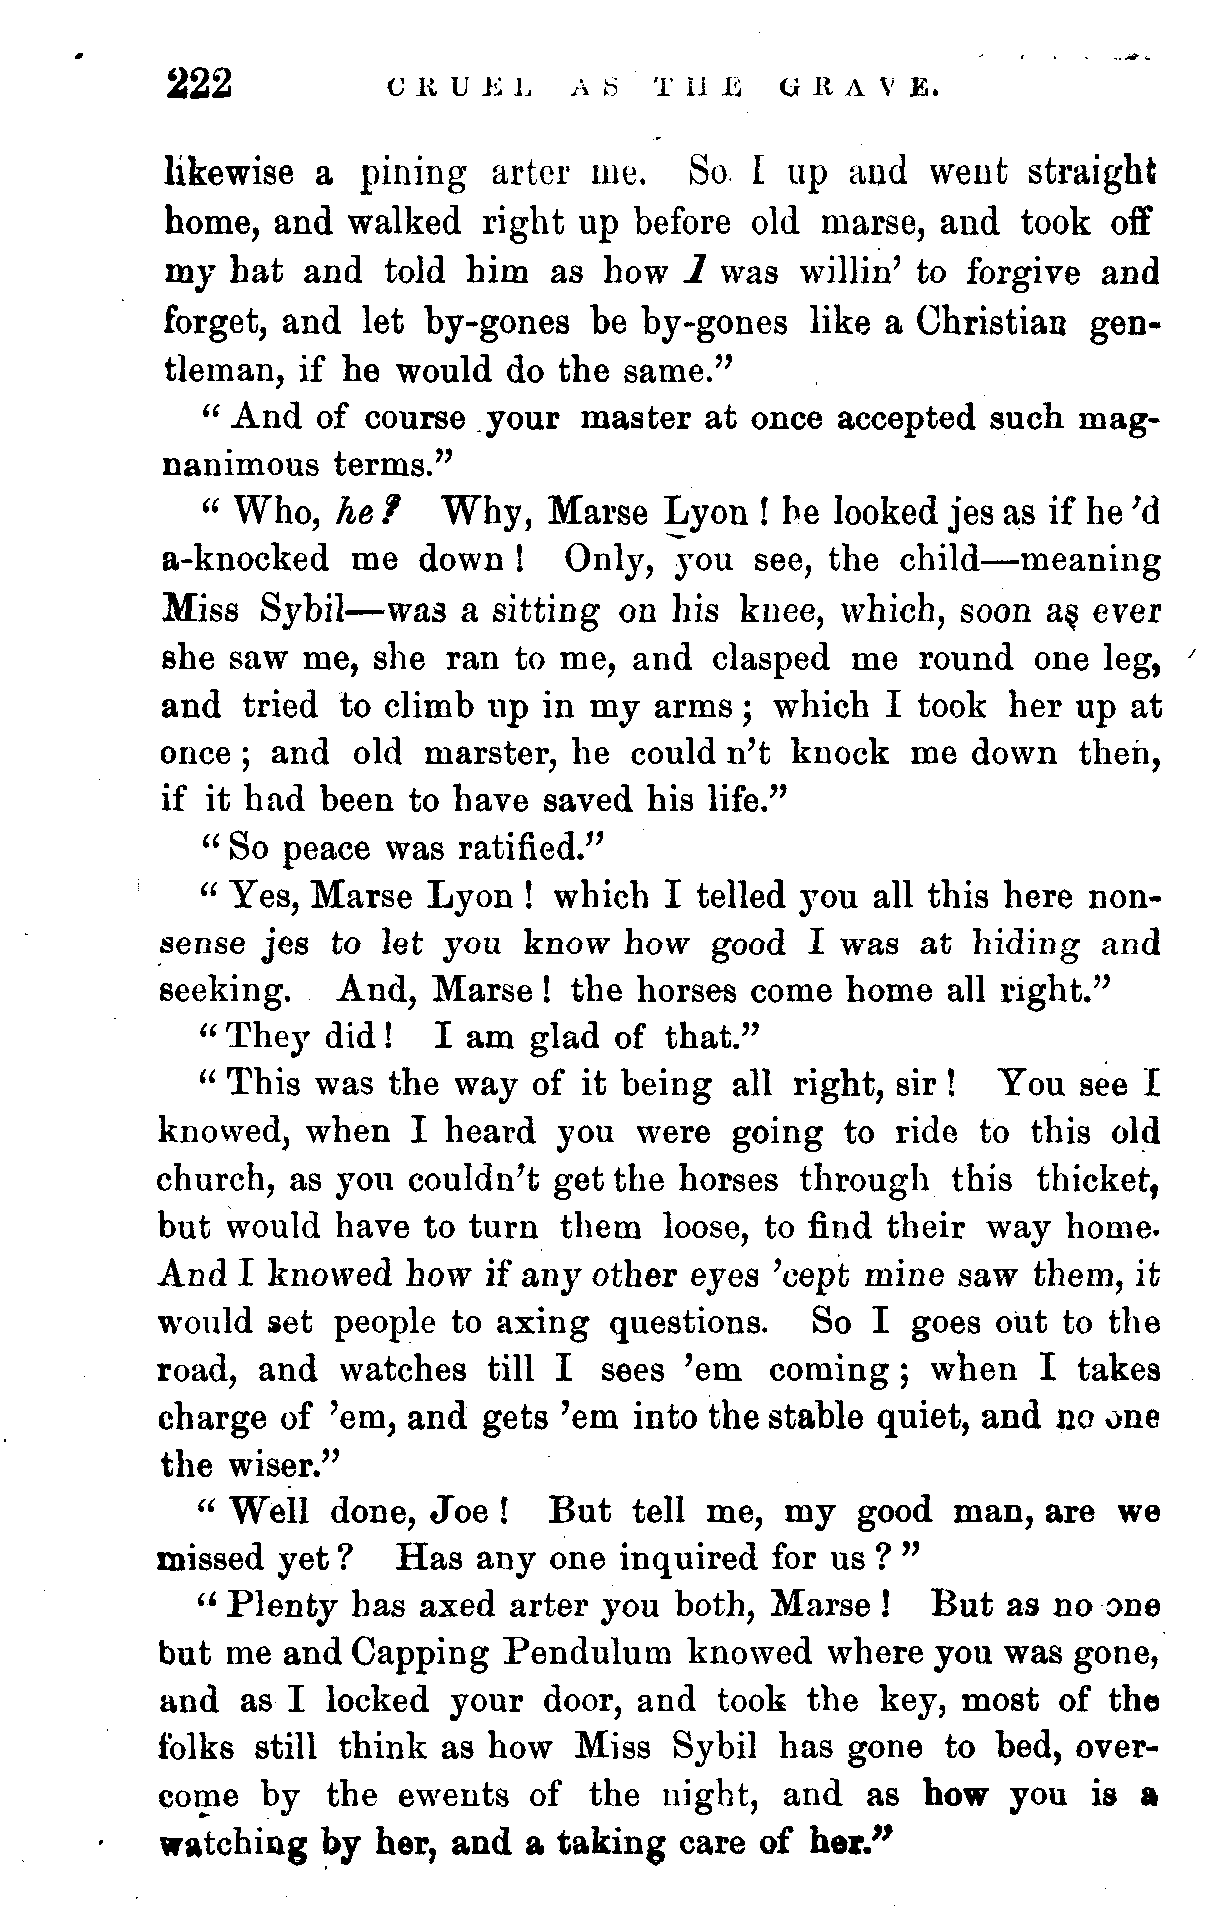 222 CRUEL AS THE GRAVE.
likewise a pining arter me. So I up and went straight
home, and walked right up before old marse, and took off
my hat and told him as how I was willin' to forgive and
forget, and let by-gones be by-gones like a Christian gen-
tleman, if he would do the same."
"And of course your master at once accepted such mag-
nanimous terms."
"Who, he? Why, Marse Lyon! he looked jes as if he'd
a-knocked me down! Only, you see, the child—meaning
Miss Sybil—was a sitting on his knee, which, soon as ever
she saw me, she ran to me, and clasped me round one leg,
and tried to climb up in my arms; which I took her up at
once; and old marster, he could n't knock me down then,
if it had been to have saved his life."
"So peace was ratified."
"Yes, Marse Lyon! which I telled you all this here non-
sense jes to let you know how good I was at hiding and
seeking. And, Marse! the horses come home all right."
"They did! I am glad of that."
"This was the way of it being all right, sir! You see I
knowed, when I heard you were going to ride to this old
church, as you couldn't get the horses through this thicket,
but would have to turn them loose, to find their way home.
And I knowed how if any other eyes 'cept mine saw them, it
would set people to axing questions. So I goes out to the
road, and watches till I sees 'em coming; when I takes
charge of 'em, and gets 'em into the stable quiet, and no one
the wiser."
"Well done, Joe! But tell me, my good man, are we
missed yet? Has any one inquired for us?"
"Plenty has axed arter you both, Marse! But as no one
but me and Capping Pendulum knowed where you was gone,
and as I locked your door, and took the key, most of the
folks still think as how Miss Sybil has gone to bed, over-
come by the ewents of the night, and as how you is a
watching by her, and a taking care of her."